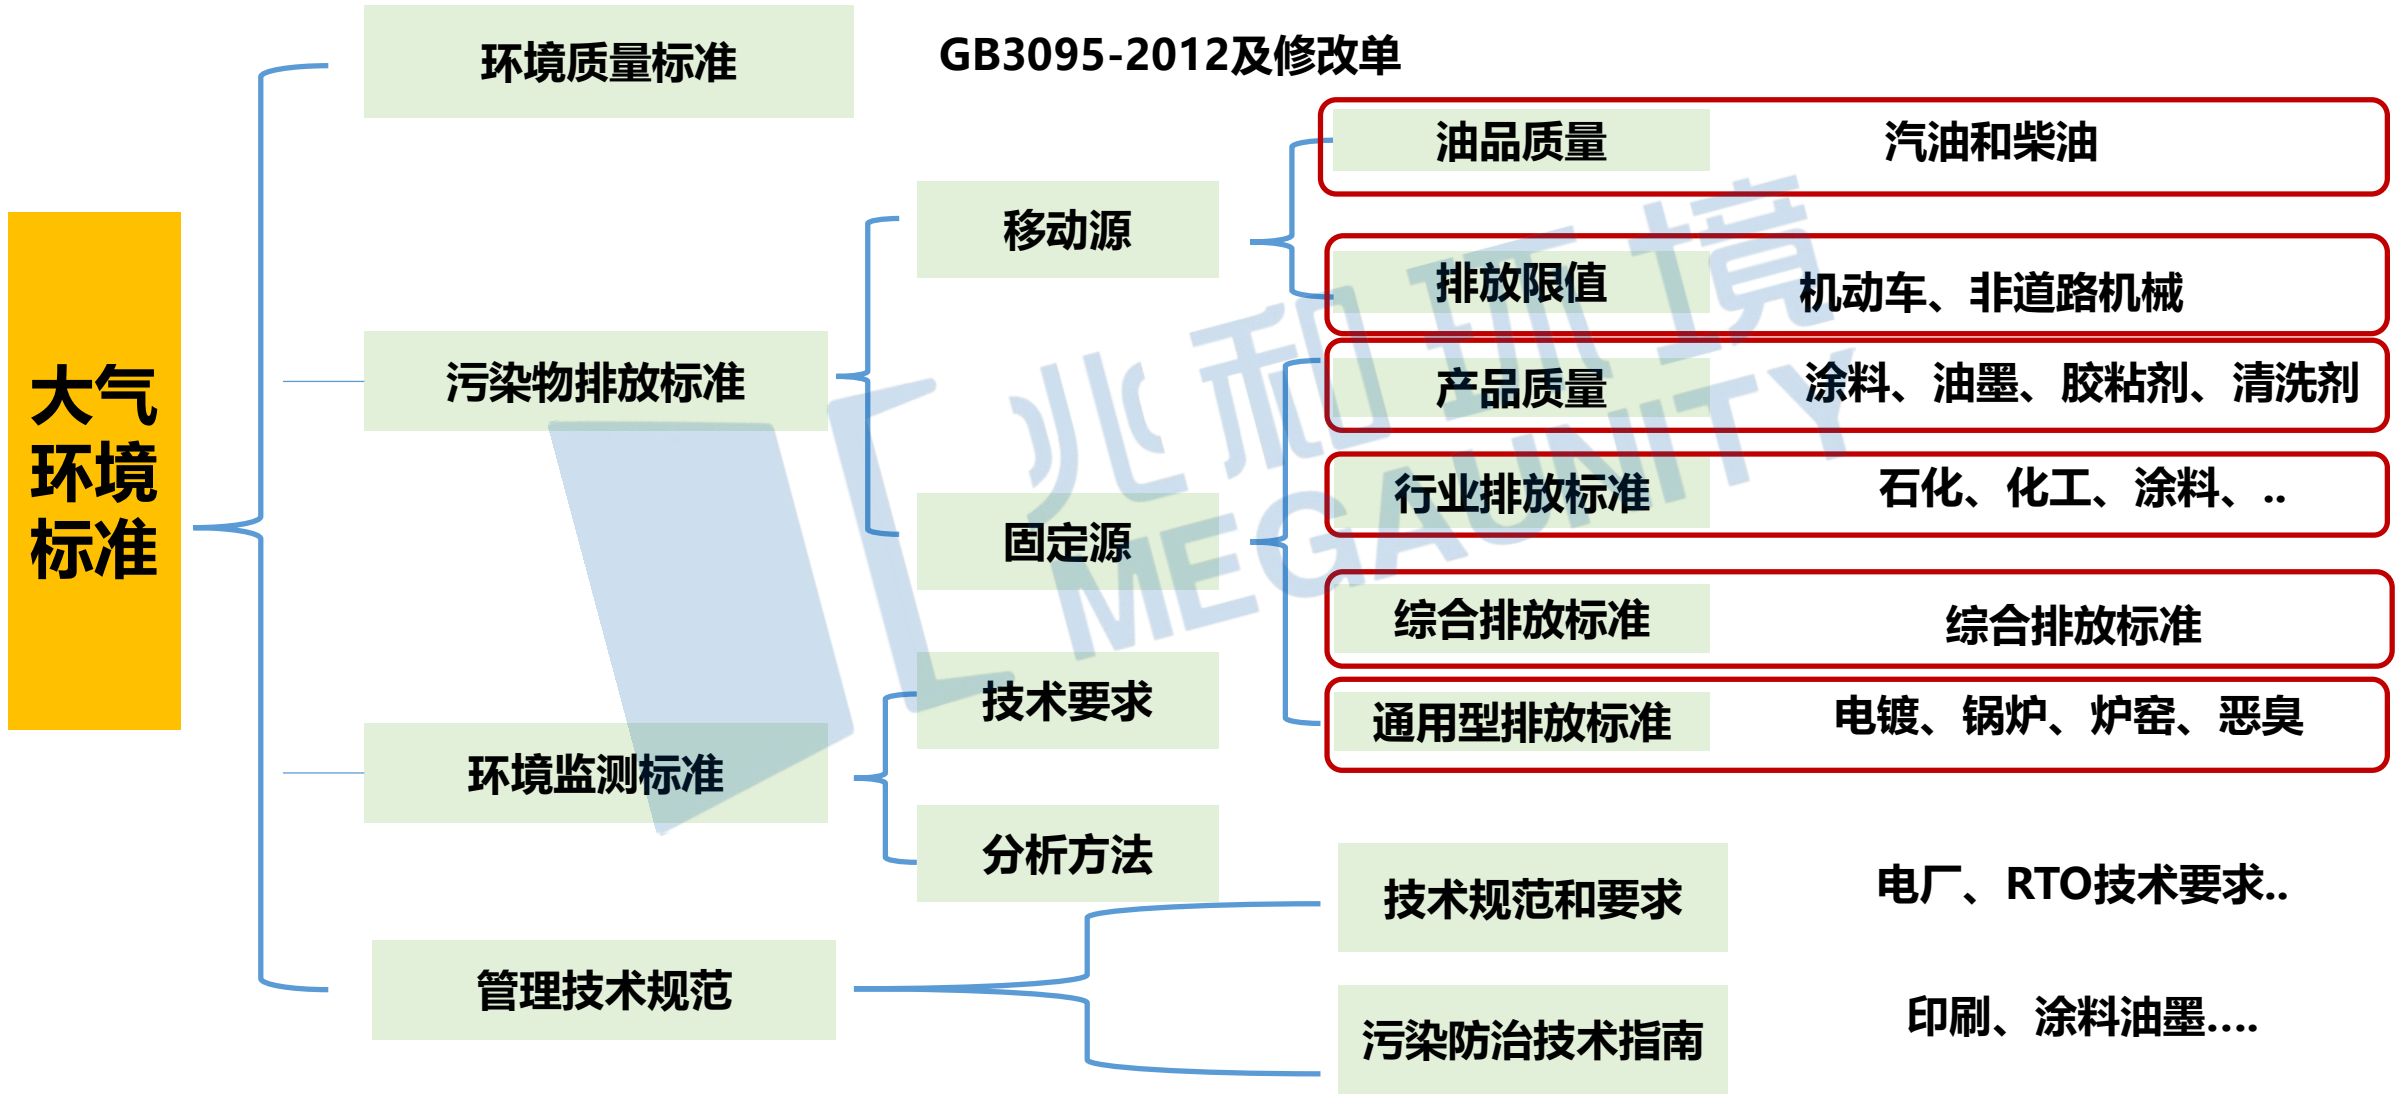 大气
环境
标准
环境质量标准
GB3095-2012及修改单
污染物排放标准
移动源
油品质量
汽油和柴油
排放限值
机动车、非道路机械
固定源
产品质量
涂料、油墨、胶粘剂、清洗剂
行业排放标准
石化、化工、涂料、..
综合排放标准
综合排放标准
通用型排放标准
电镀、锅炉、炉窑、恶臭
环境监测标准
技术要求
分析方法
管理技术规范
技术规范和要求
电厂、RTO技术要求..
污染防治技术指南
印刷、涂料油墨....
兆和环境
MEGAUNITY